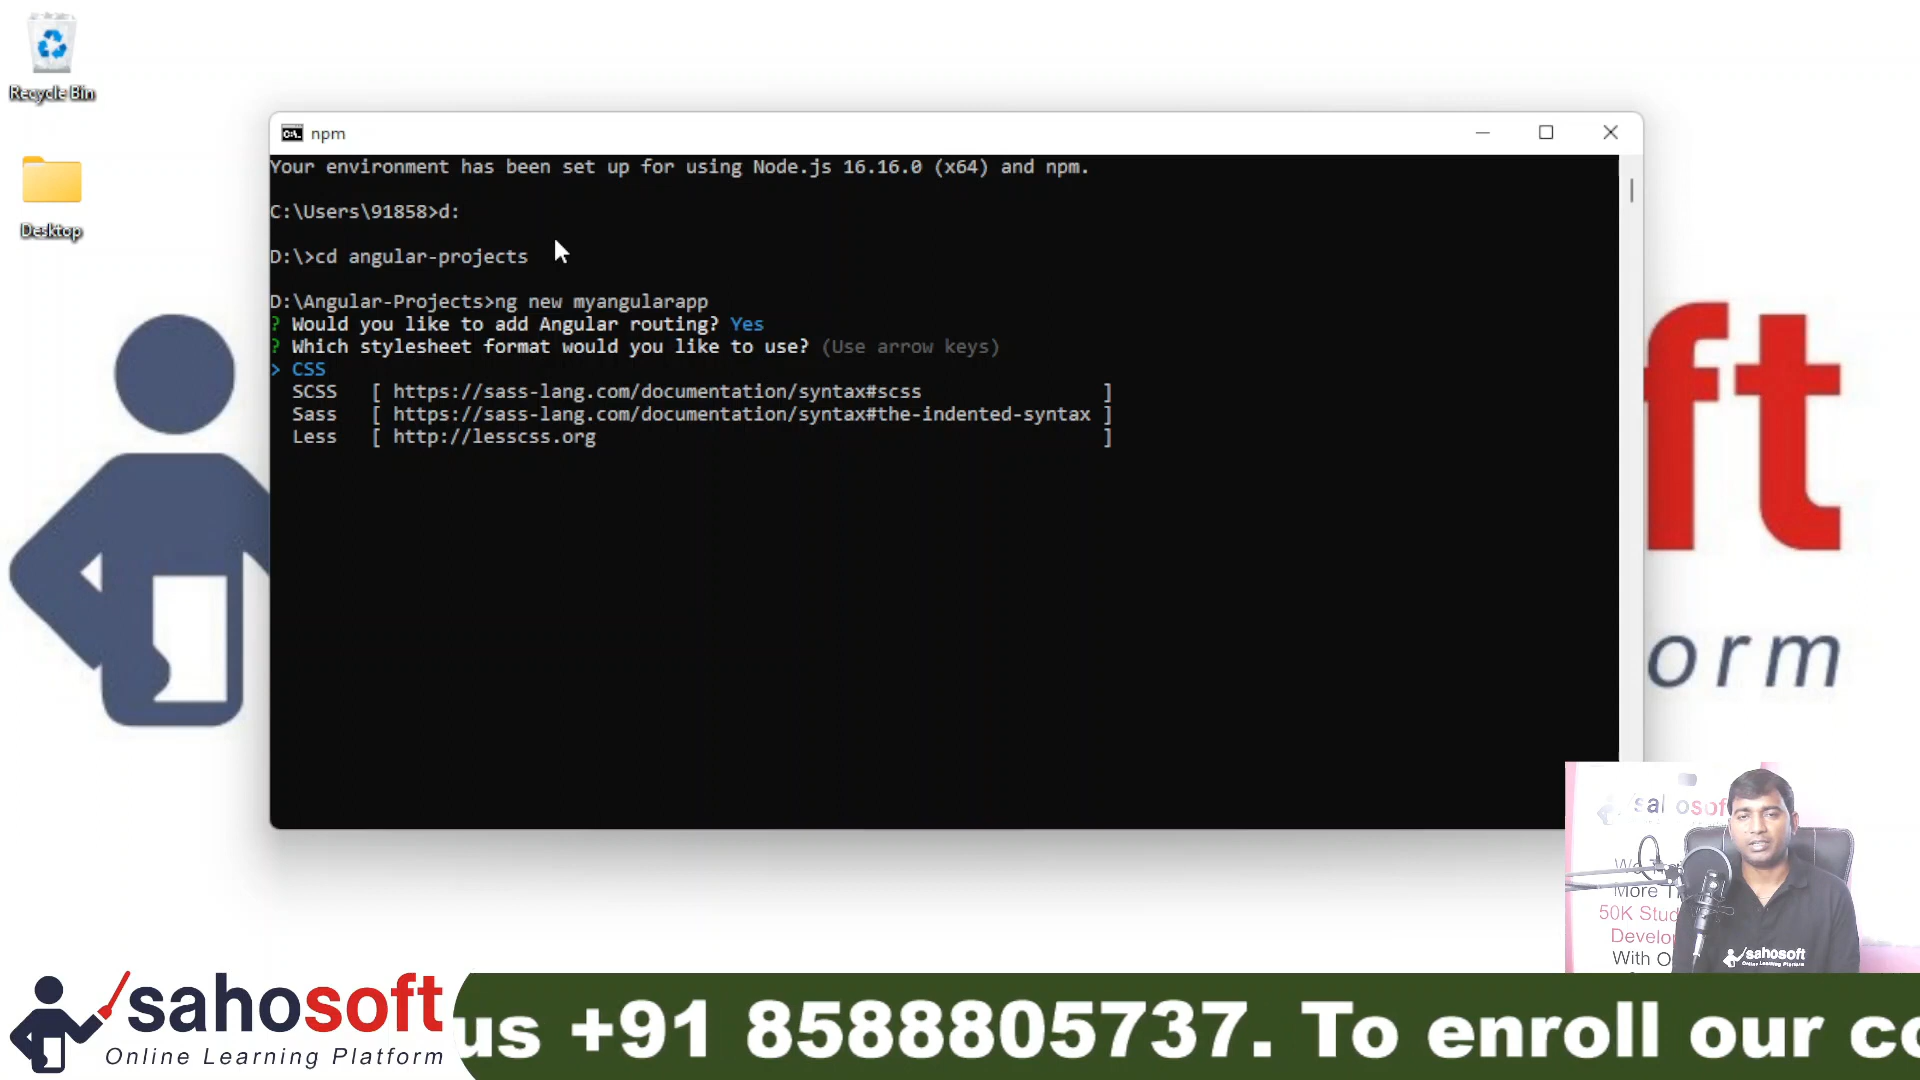 Recycle Bin
Desktop
npm
Your environment has been set up for using Node.js 16.16.0 (x64) and npm.
C:\Users\91858>d:
D:\>cd angular-projects
D:\Angular-Projects>ng new myangularapp
? Would you like to add Angular routing? Yes
? Which stylesheet format would you like to use? (Use arrow keys)
> CSS
SCSS [ https://sass-lang.com/documentation/syntax#scss ]
Sass [ https://sass-lang.com/documentation/syntax#the-indented-syntax ]
Less [ http://lesscss.org ]
ft
orm
sahosoft
More
50K Stud
Develo
With O
sahosoft
Online Learning Platform
sahosoft
Online Learning Platform
us +91 8588805737. To enroll our co